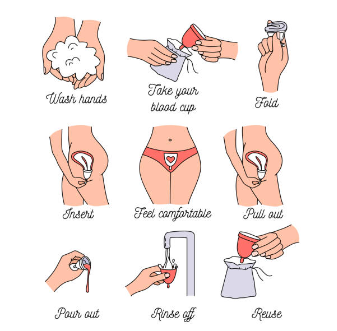 Wash hands
Take your
blood cup
Fold
Insert
Feel comfortable
Pull out
Pour out
Rinse off
Reuse